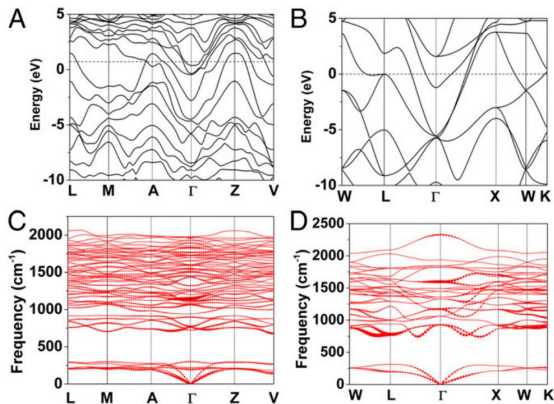 A
B
5
0
-5
-10
Energy (eV)
L M A Γ Z V
5
0
-5
-10
Energy (eV)
W L Γ X W K
C
D
2000
1500
1000
500
0
Frequency (cm⁻¹)
L M A Γ Z V
2500
2000
1500
1000
500
0
Frequency (cm⁻¹)
W L Γ X W K